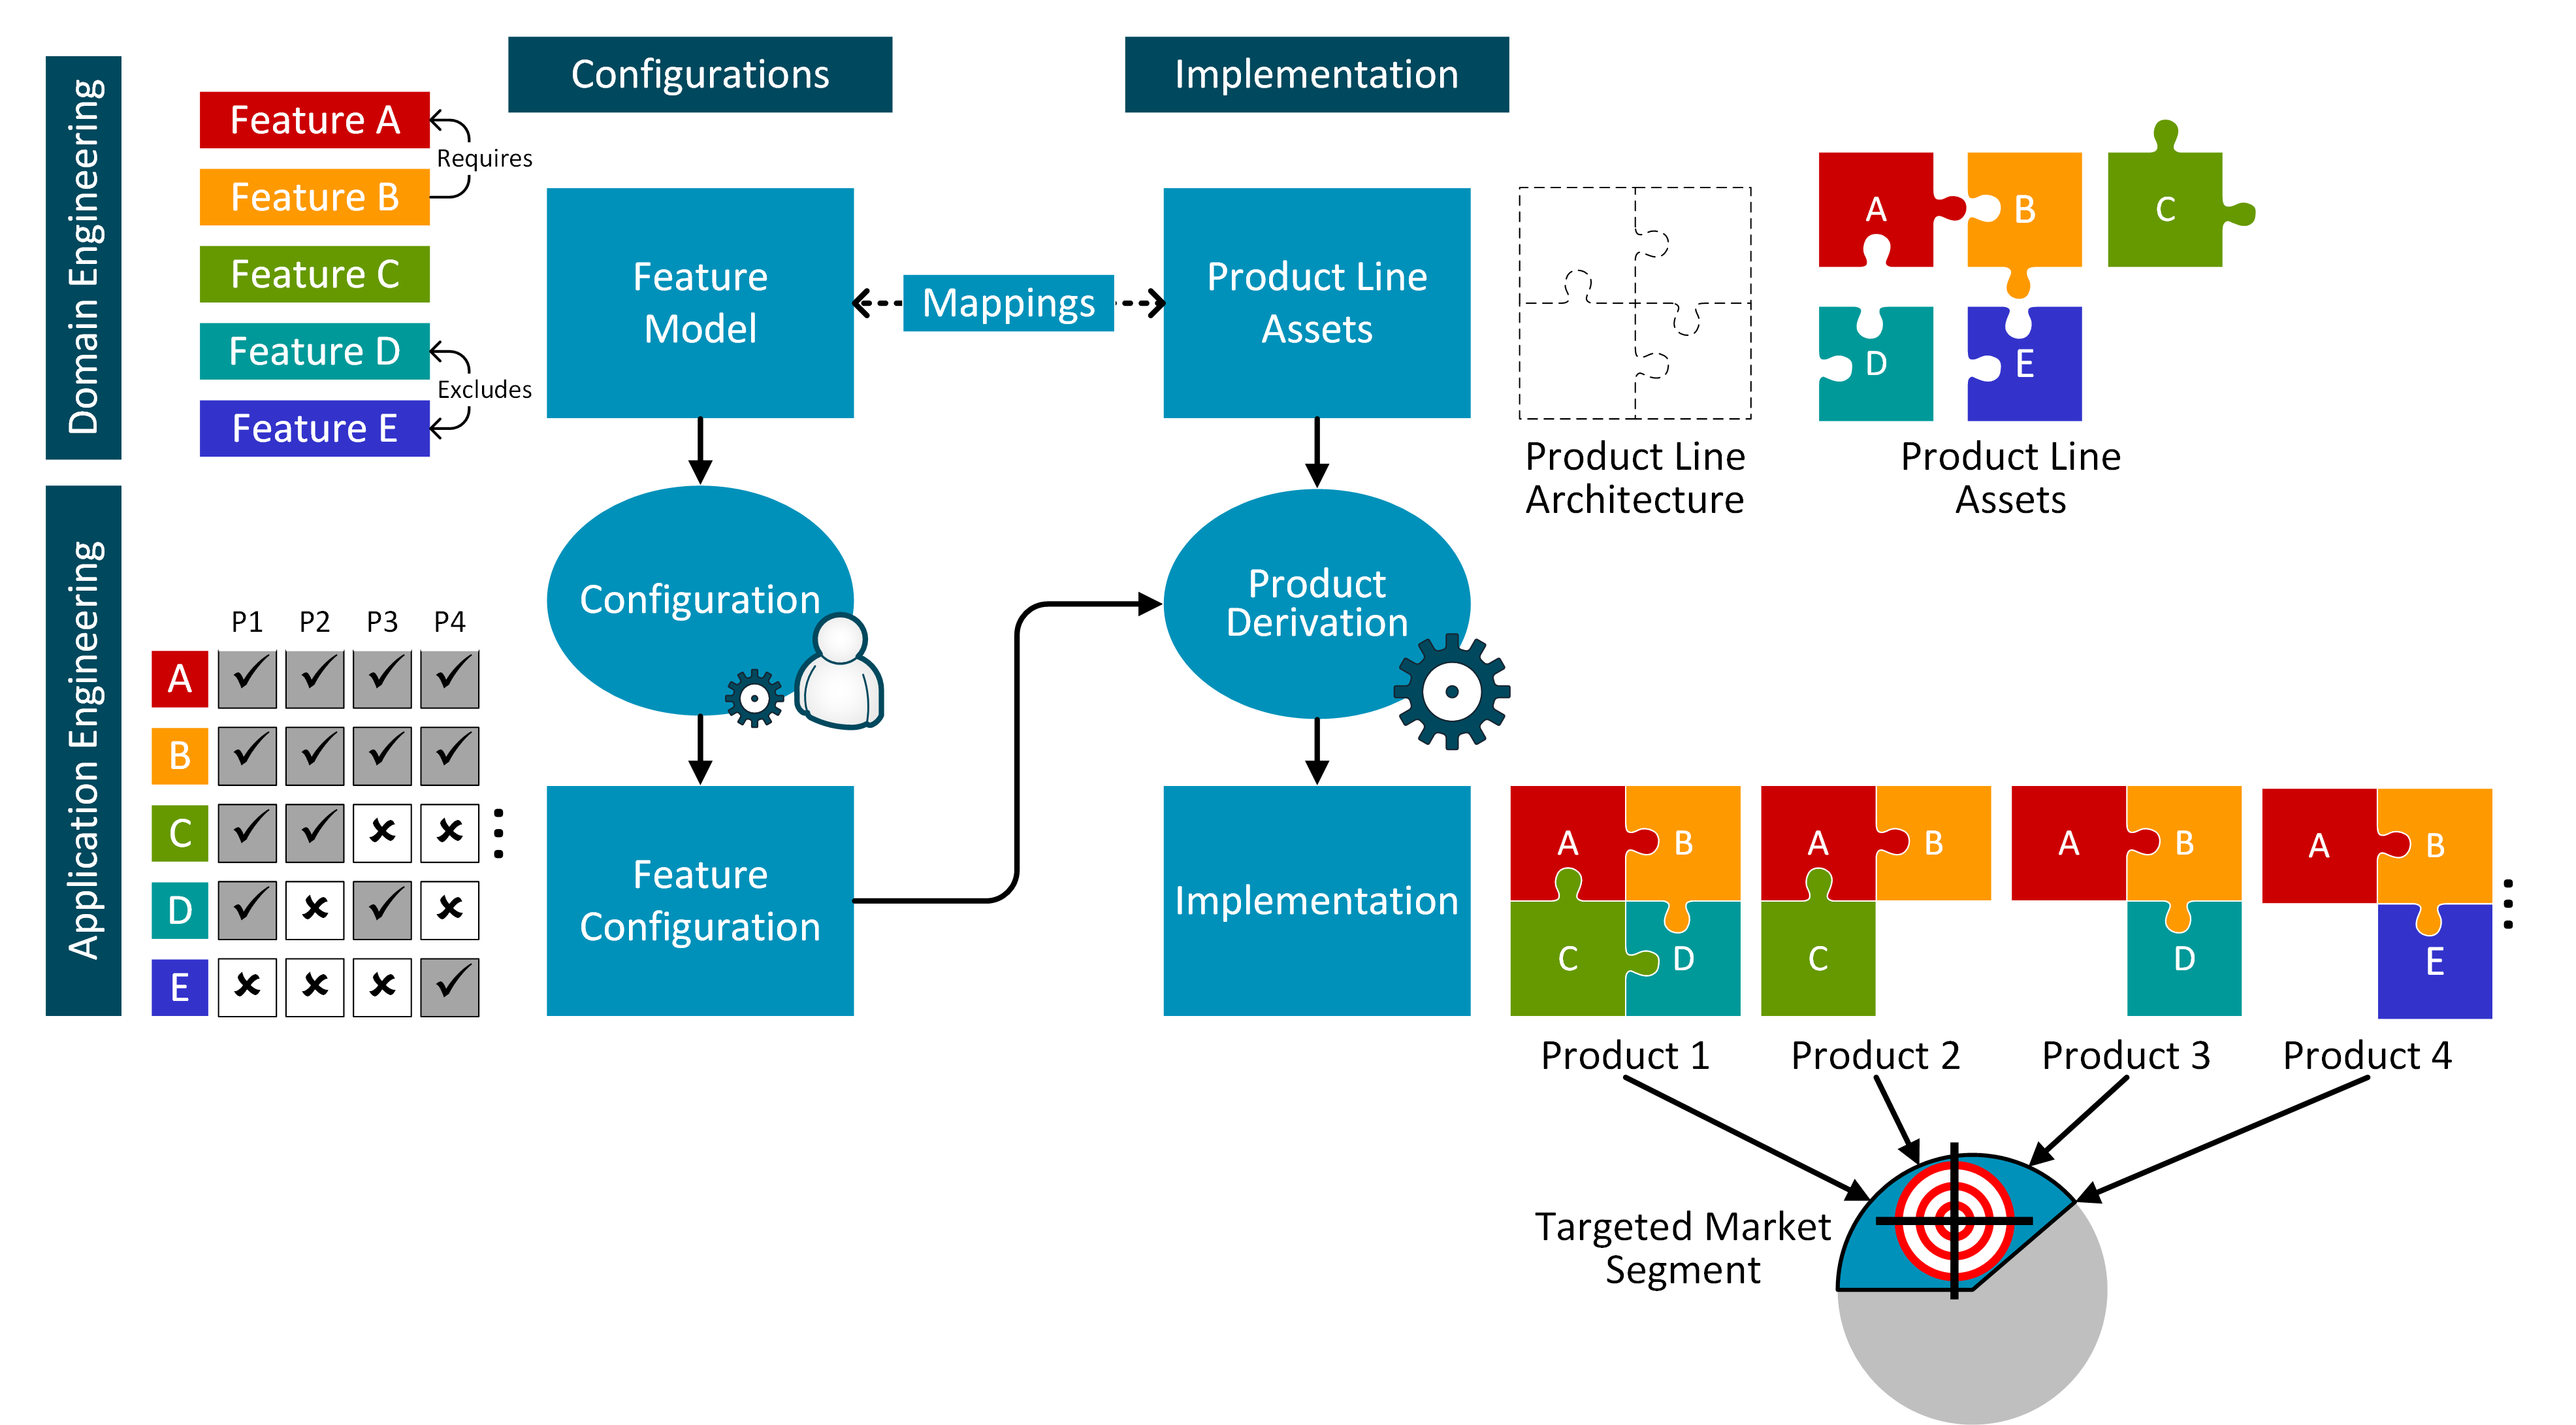 Configurations
Implementation
Domain Engineering
Feature A
Requires
Feature B
Feature C
Feature D
Excludes
Feature E
Feature
Model
Mappings
Product Line
Assets
Product Line
Architecture
A
B
C
D
E
Product Line
Assets
Application Engineering
P1 P2 P3 P4
A
B
C
D
E
Configuration
Product
Derivation
Feature
Configuration
Implementation
A B
C D
Product 1
A B
C
Product 2
A B
D
Product 3
A B
E
Product 4
Targeted Market
Segment